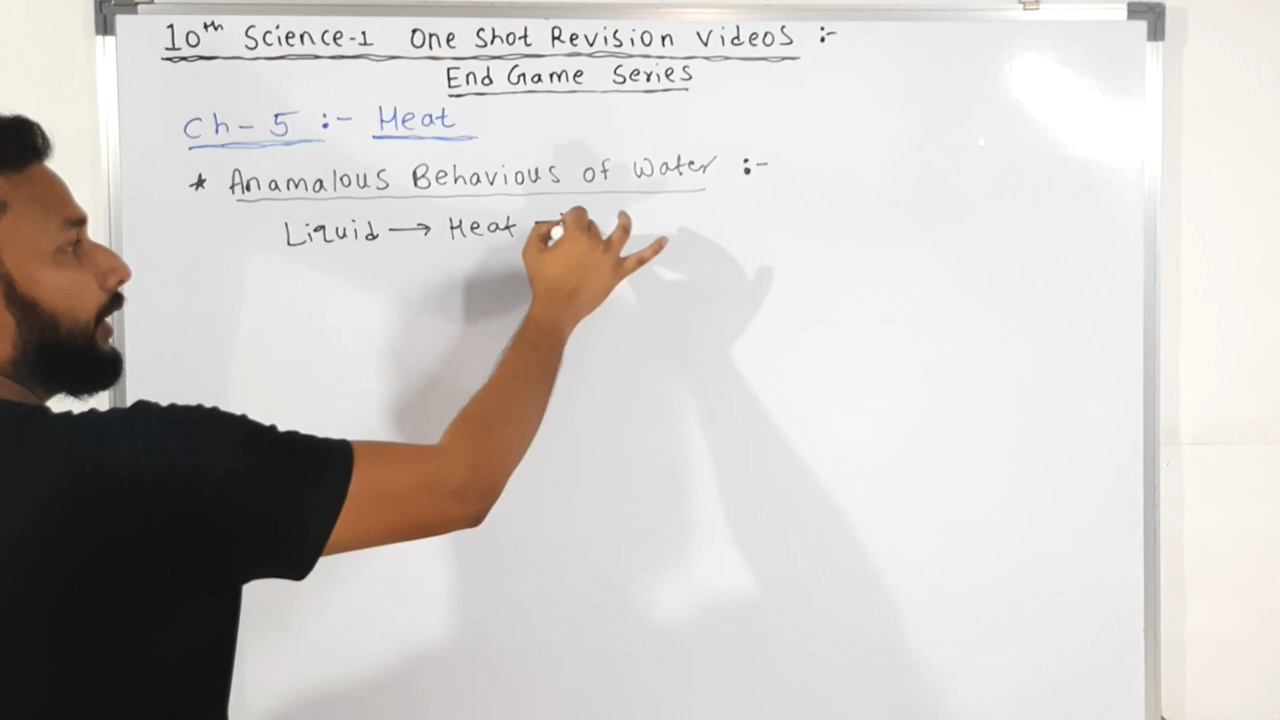 10th Science-1 One Shot Revision Videos :-
End Game Series
Ch-5 :- Heat
* Anamalous Behavious of Water :-
Liquid → Heat →